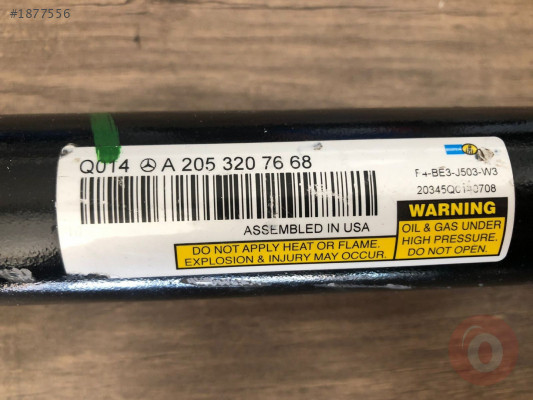 #1877556
Q014 A 205 320 76 68
F4-BE3-J503-W3
ASSEMBLED IN USA
DO NOT APPLY HEAT OR FLAME.
EXPLOSION & INJURY MAY OCCUR.
WARNING
OIL & GAS UNDER
HIGH PRESSURE.
DO NOT OPEN.